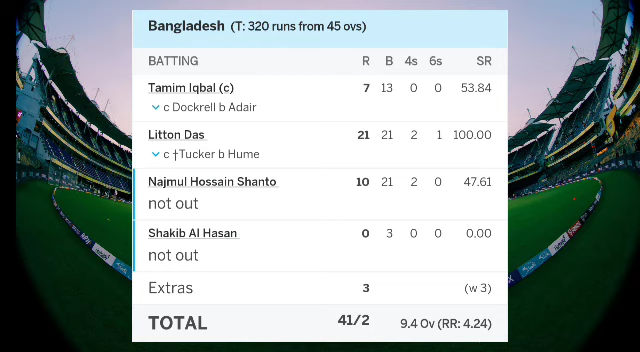 Bangladesh (T: 320 runs from 45 ovs)
BATTING R B 4s 6s SR
Tamim Iqbal (c) 7 13 0 0 53.84
c Dockrell b Adair
Litton Das 21 21 2 1 100.00
c †Tucker b Hume
Najmul Hossain Shanto 10 21 2 0 47.61
not out
Shakib Al Hasan 0 3 0 0 0.00
not out
Extras 3 (w 3)
TOTAL 41/2 9.4 Ov (RR: 4.24)